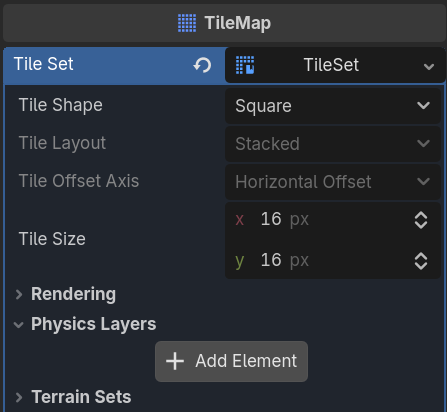 TileMap
Tile Set TileSet
Tile Shape Square
Tile Layout Stacked
Tile Offset Axis Horizontal Offset
Tile Size x 16 px
y 16 px
Rendering
Physics Layers
+ Add Element
Terrain Sets